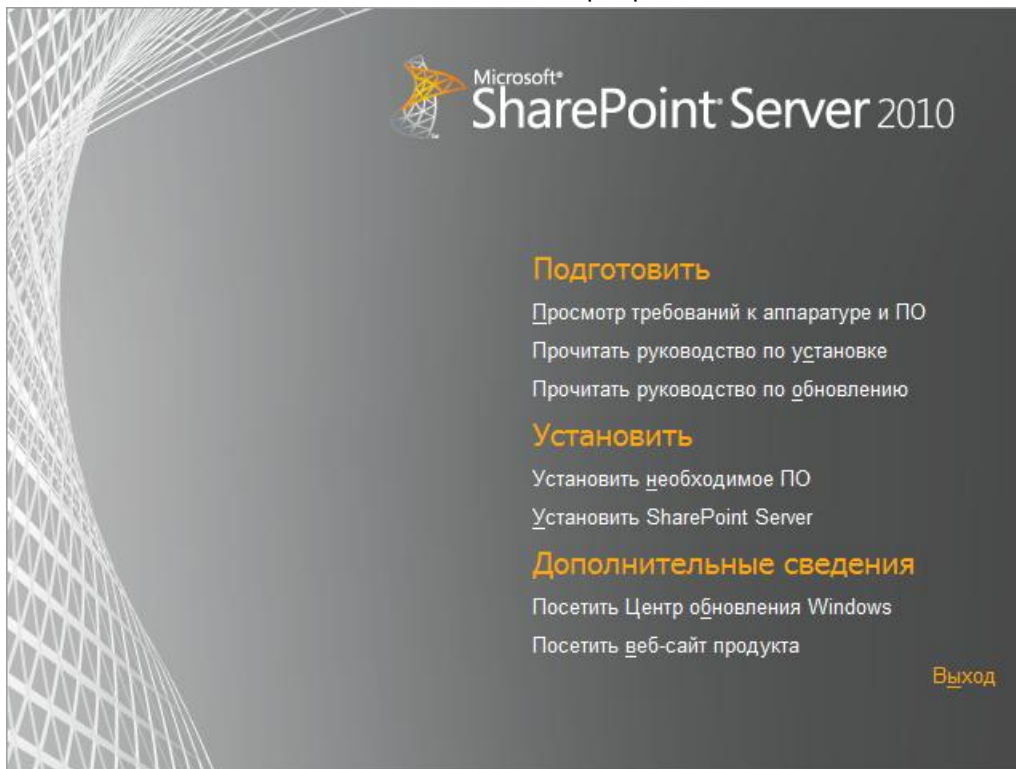 Microsoft®
SharePoint Server 2010
Подготовить
Просмотр требований к аппаратуре и ПО
Прочитать руководство по установке
Прочитать руководство по обновлению
Установить
Установить необходимое ПО
Установить SharePoint Server
Дополнительные сведения
Посетить Центр обновления Windows
Посетить веб-сайт продукта
Выход